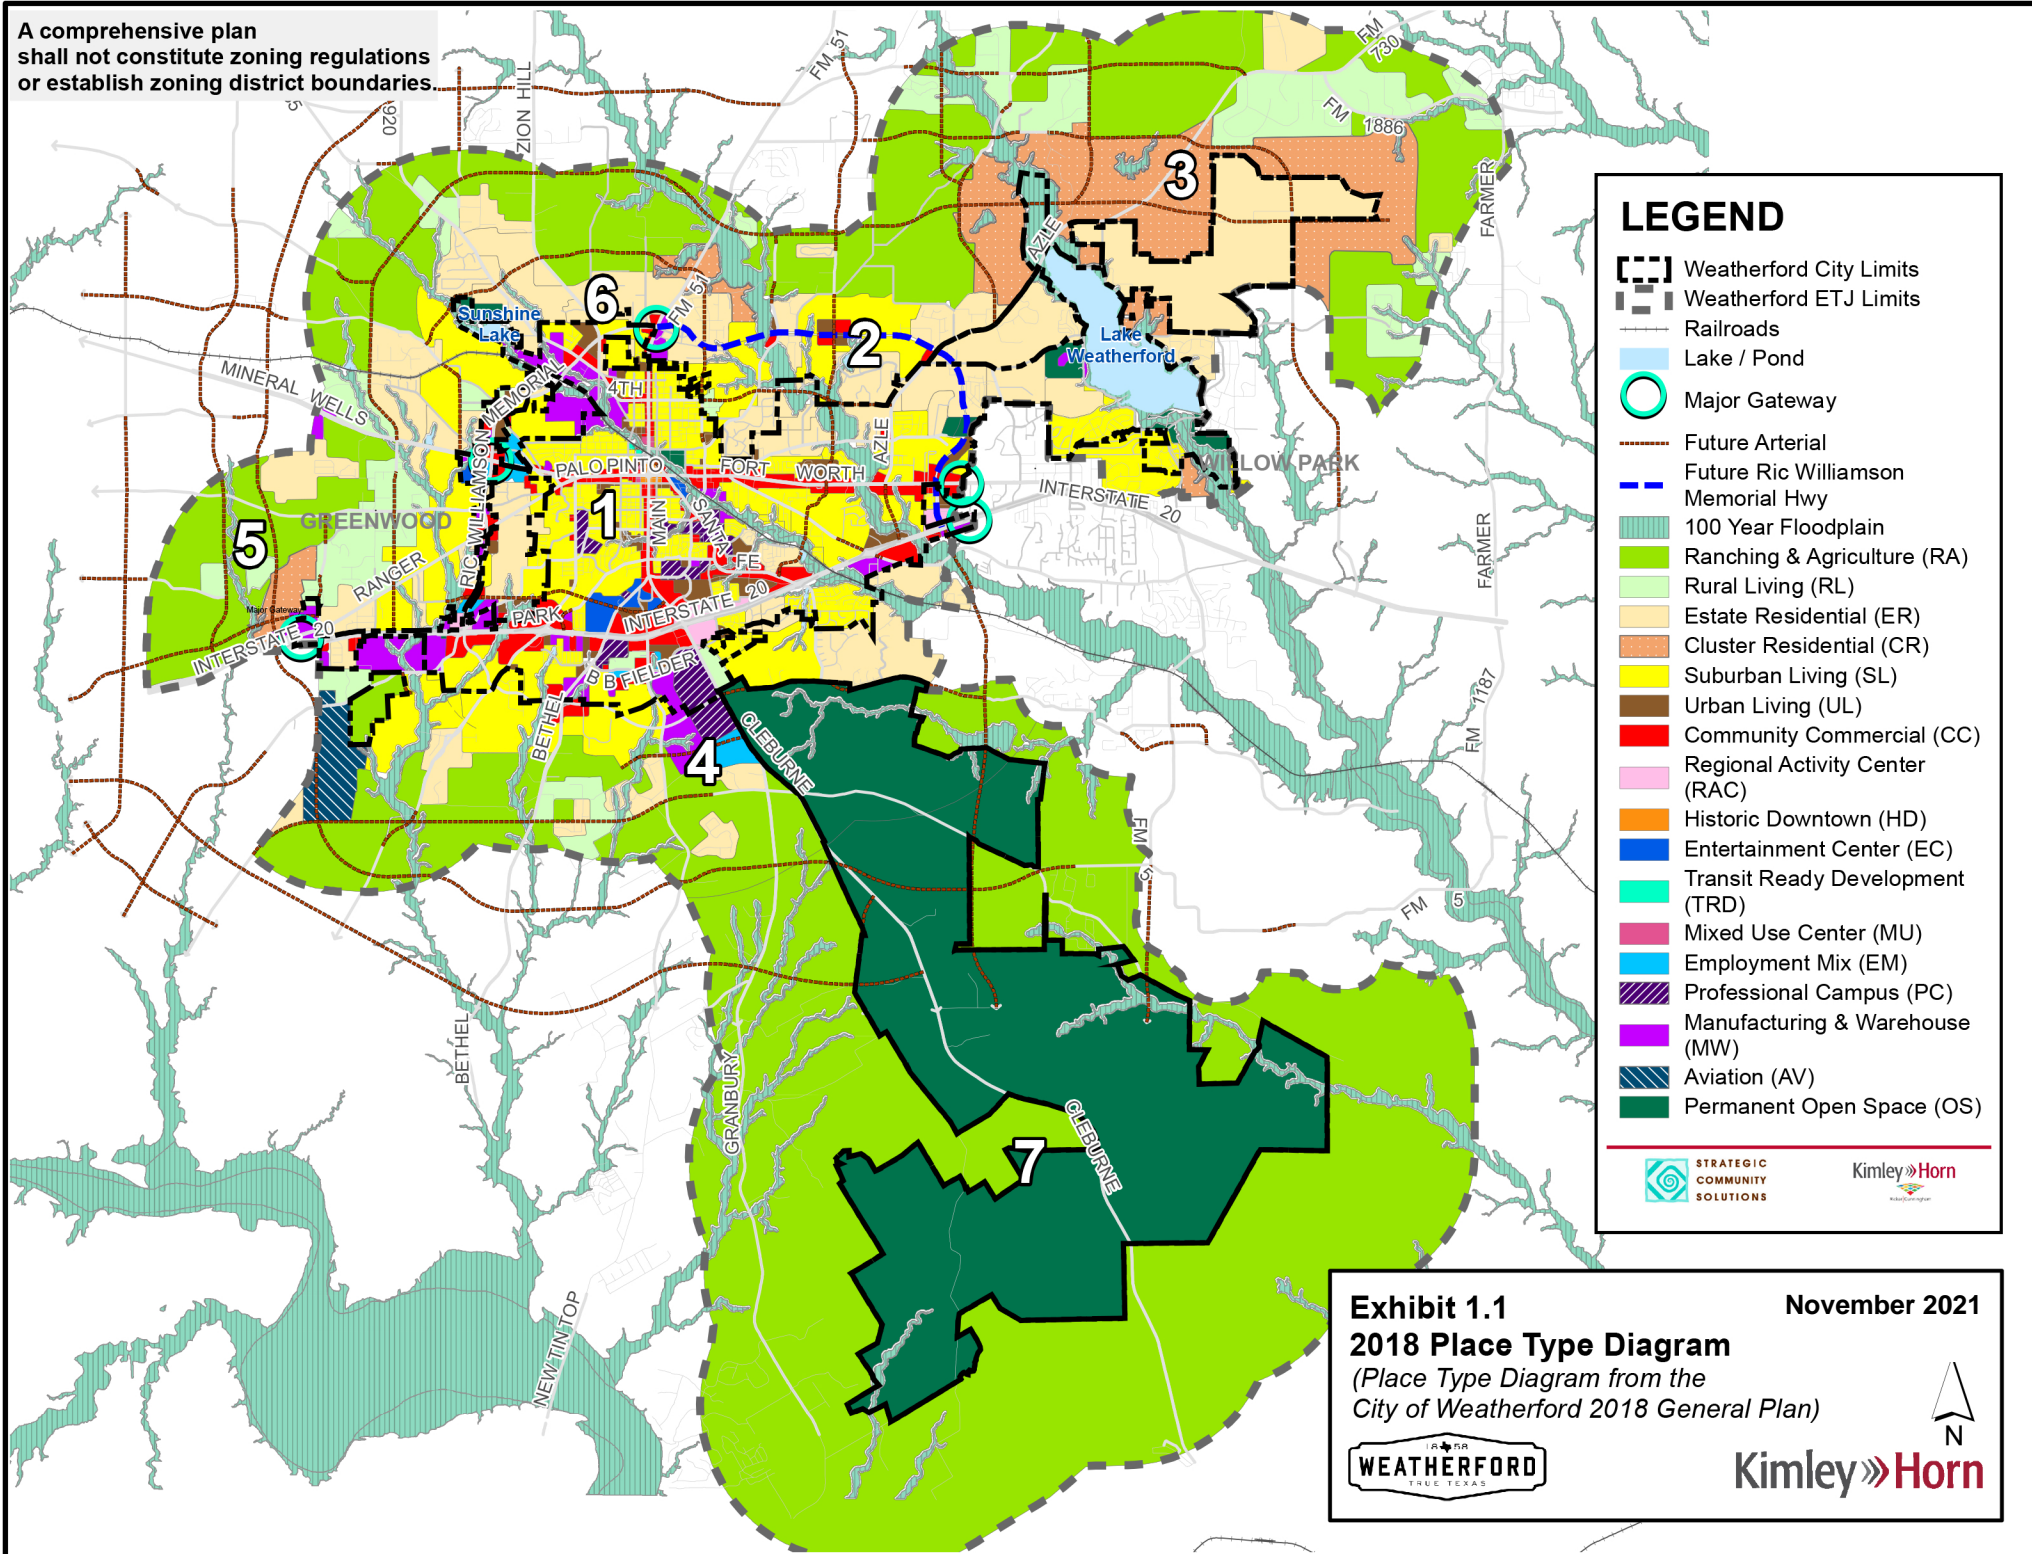 A comprehensive plan
shall not constitute zoning regulations
or establish zoning district boundaries.
920
ZION HILL
FM 51
FM
730
FM
1886
FARMER
3
AZLE
6
FM 51
Sunshine
Lake
2
Lake
Weatherford
MINERAL WELLS
MEMORIAL
4TH
AZLE
PALO PINTO
FORT
WORTH
WILLOW PARK
INTERSTATE 20
GREENWOOD
RIC WILLIAMSON
1
MAIN
SANTA
FE
5
RANGER
FARMER
Major Gateway
INTERSTATE 20
PARK
INTERSTATE 20
B B FIELDER
BETHEL
CLEBURNE
4
FM 1187
FM
5
FM 5
BETHEL
GRANBURY
CLEBURNE
7
NEW TIN TOP
LEGEND
Weatherford City Limits
Weatherford ETJ Limits
Railroads
Lake / Pond
Major Gateway
Future Arterial
Future Ric Williamson
Memorial Hwy
100 Year Floodplain
Ranching & Agriculture (RA)
Rural Living (RL)
Estate Residential (ER)
Cluster Residential (CR)
Suburban Living (SL)
Urban Living (UL)
Community Commercial (CC)
Regional Activity Center
(RAC)
Historic Downtown (HD)
Entertainment Center (EC)
Transit Ready Development
(TRD)
Mixed Use Center (MU)
Employment Mix (EM)
Professional Campus (PC)
Manufacturing & Warehouse
(MW)
Aviation (AV)
Permanent Open Space (OS)
STRATEGIC
COMMUNITY
SOLUTIONS
Kimley»Horn
Exhibit 1.1
November 2021
2018 Place Type Diagram
(Place Type Diagram from the
City of Weatherford 2018 General Plan)
N
1858
WEATHERFORD
TRUE TEXAS
Kimley»Horn